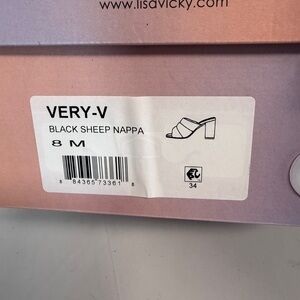 www.lisavicky.com
VERY-V
BLACK SHEEP NAPPA
8 M
8 84365 73361 8
34